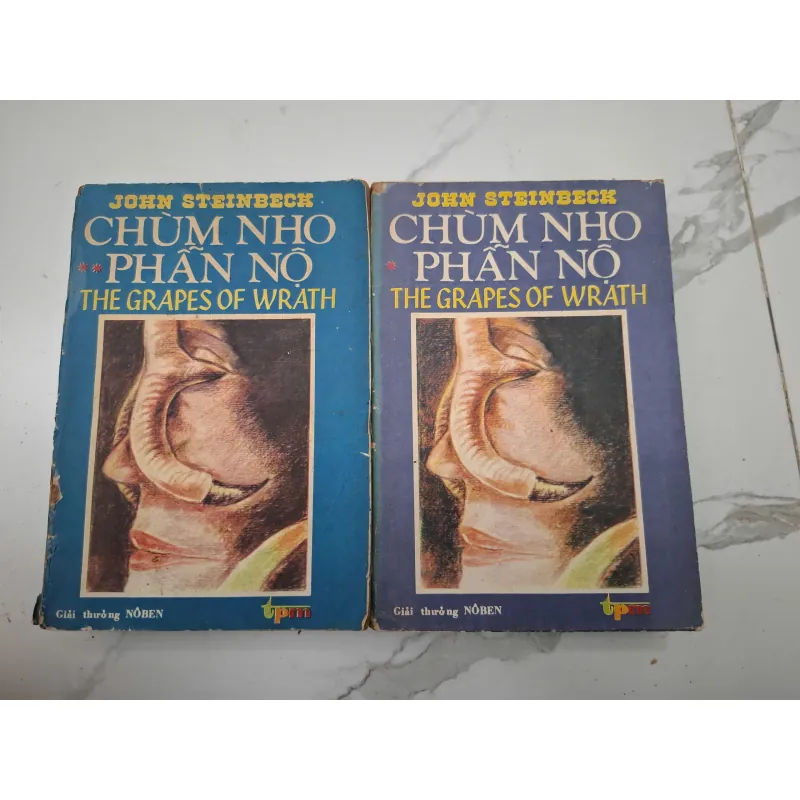 JOHN STEINBECK
CHÙM NHO
** PHẪN NỘ
THE GRAPES OF WRATH
Giải thưởng NÔBEN
tpm
JOHN STEINBECK
CHÙM NHO
* PHẪN NỘ
THE GRAPES OF WRATH
Giải thưởng NÔBEN
tpm